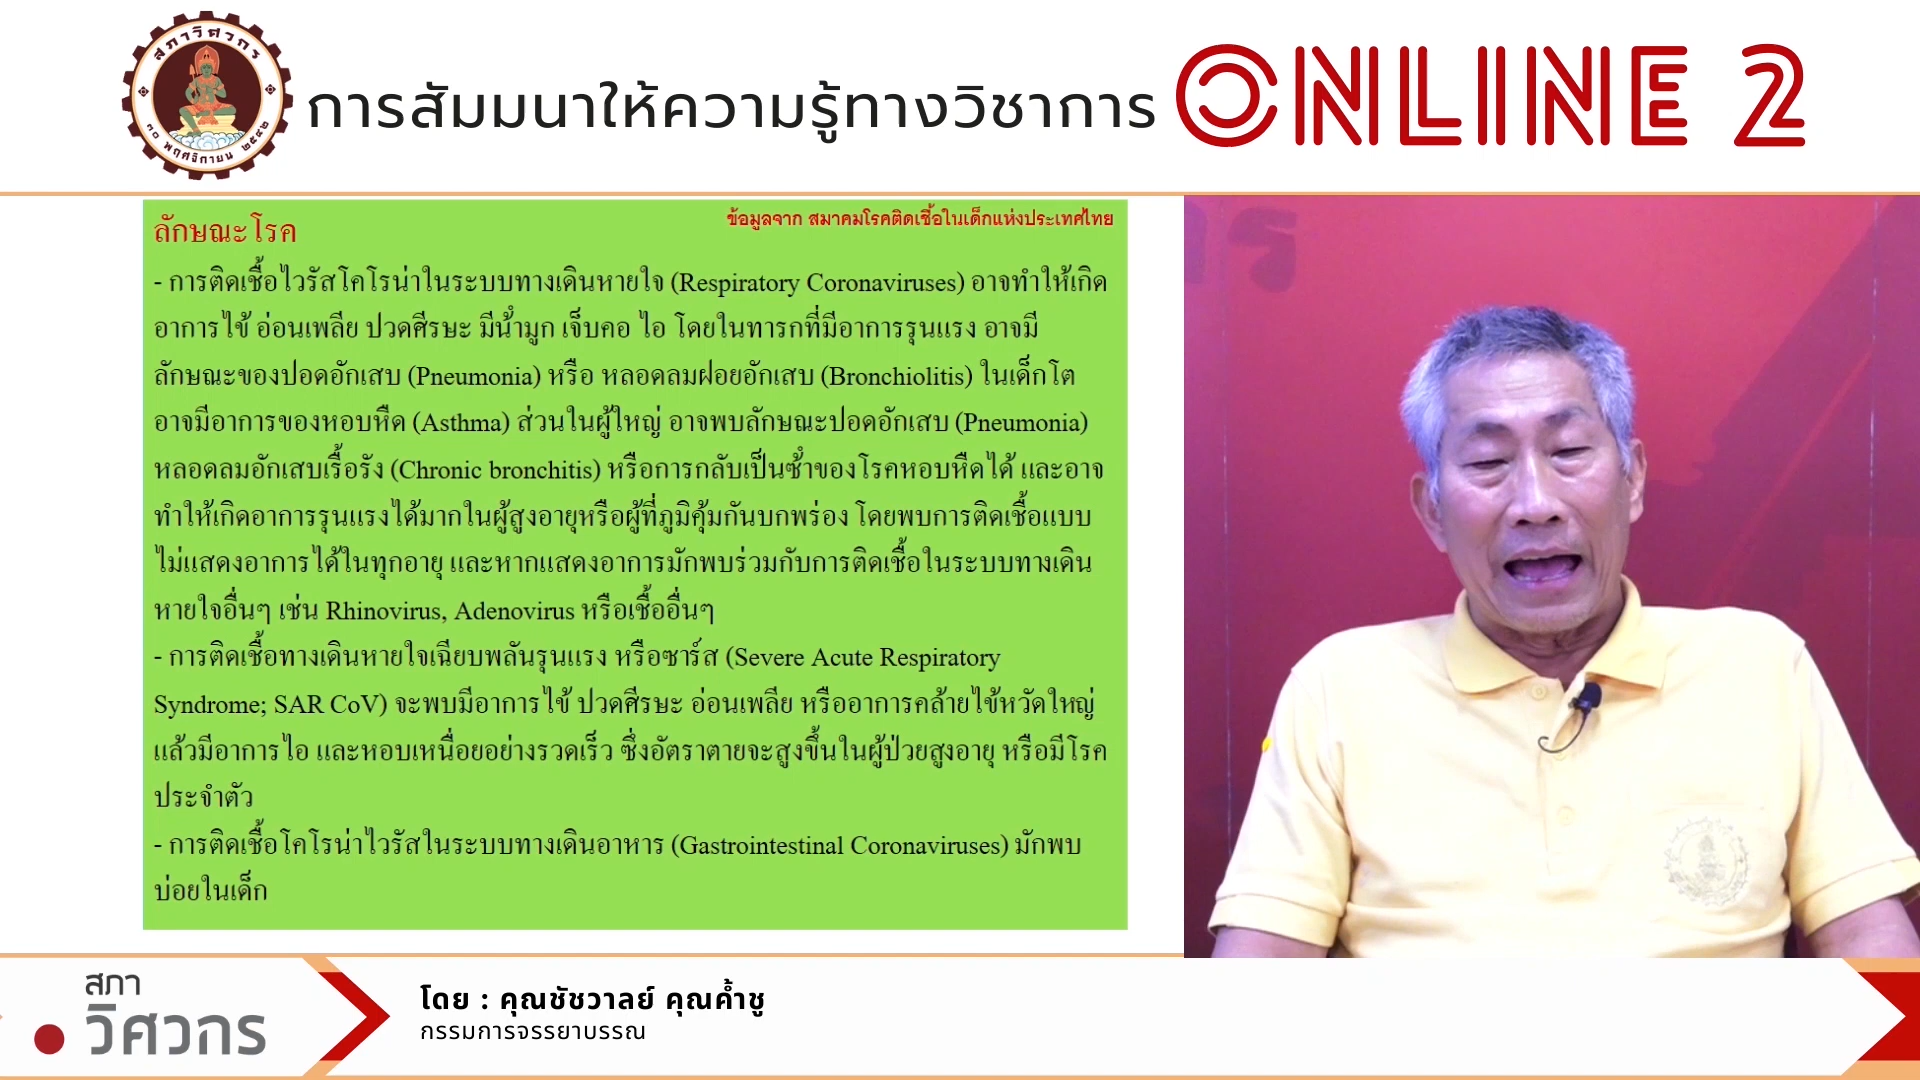 สภาวิศวกร
๓๐ พฤศจิกายน ๒๕๔๒
การสัมมนาให้ความรู้ทางวิชาการ ONLINE 2
ข้อมูลจาก สมาคมโรคติดเชื้อในเด็กแห่งประเทศไทย
ลักษณะโรค
- การติดเชื้อไวรัสโคโรน่าในระบบทางเดินหายใจ (Respiratory Coronaviruses) อาจทำให้เกิด
อาการไข้ อ่อนเพลีย ปวดศีรษะ มีน้ำมูก เจ็บคอ ไอ โดยในทารกที่มีอาการรุนแรง อาจมี
ลักษณะของปอดอักเสบ (Pneumonia) หรือ หลอดลมฝอยอักเสบ (Bronchiolitis) ในเด็กโต
อาจมีอาการของหอบหืด (Asthma) ส่วนในผู้ใหญ่ อาจพบลักษณะปอดอักเสบ (Pneumonia)
หลอดลมอักเสบเรื้อรัง (Chronic bronchitis) หรือการกลับเป็นซ้ำของโรคหอบหืดได้ และอาจ
ทำให้เกิดอาการรุนแรงได้มากในผู้สูงอายุหรือผู้ที่ภูมิคุ้มกันบกพร่อง โดยพบการติดเชื้อแบบ
ไม่แสดงอาการได้ในทุกอายุ และหากแสดงอาการมักพบร่วมกับการติดเชื้อในระบบทางเดิน
หายใจอื่นๆ เช่น Rhinovirus, Adenovirus หรือเชื้ออื่นๆ
- การติดเชื้อทางเดินหายใจเฉียบพลันรุนแรง หรือซาร์ส (Severe Acute Respiratory
Syndrome; SAR CoV) จะพบมีอาการไข้ ปวดศีรษะ อ่อนเพลีย หรืออาการคล้ายไข้หวัดใหญ่
แล้วมีอาการไอ และหอบเหนื่อยอย่างรวดเร็ว ซึ่งอัตราตายจะสูงขึ้นในผู้ป่วยสูงอายุ หรือมีโรค
ประจำตัว
- การติดเชื้อโคโรน่าไวรัสในระบบทางเดินอาหาร (Gastrointestinal Coronaviruses) มักพบ
บ่อยในเด็ก
สภา
วิศวกร
โดย : คุณชัชวาลย์ คุณค้ำชู
กรรมการจรรยาบรรณ